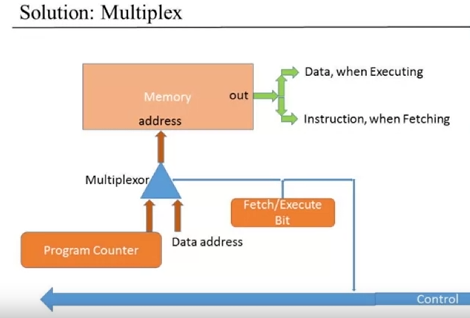 Solution: Multiplex
Data, when Executing
Memory
out
address
Instruction, when Fetching
Multiplexor
Fetch/Execute
Bit
Program Counter
Data address
Control